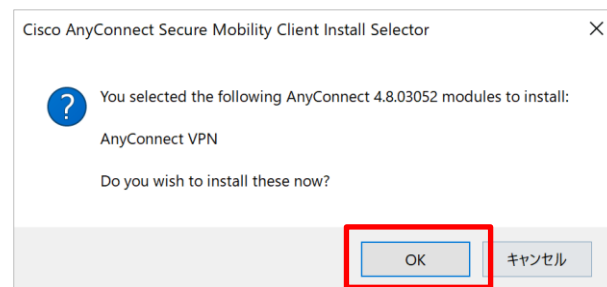 Cisco AnyConnect Secure Mobility Client Install Selector
You selected the following AnyConnect 4.8.03052 modules to install:
AnyConnect VPN
Do you wish to install these now?
OK
キャンセル